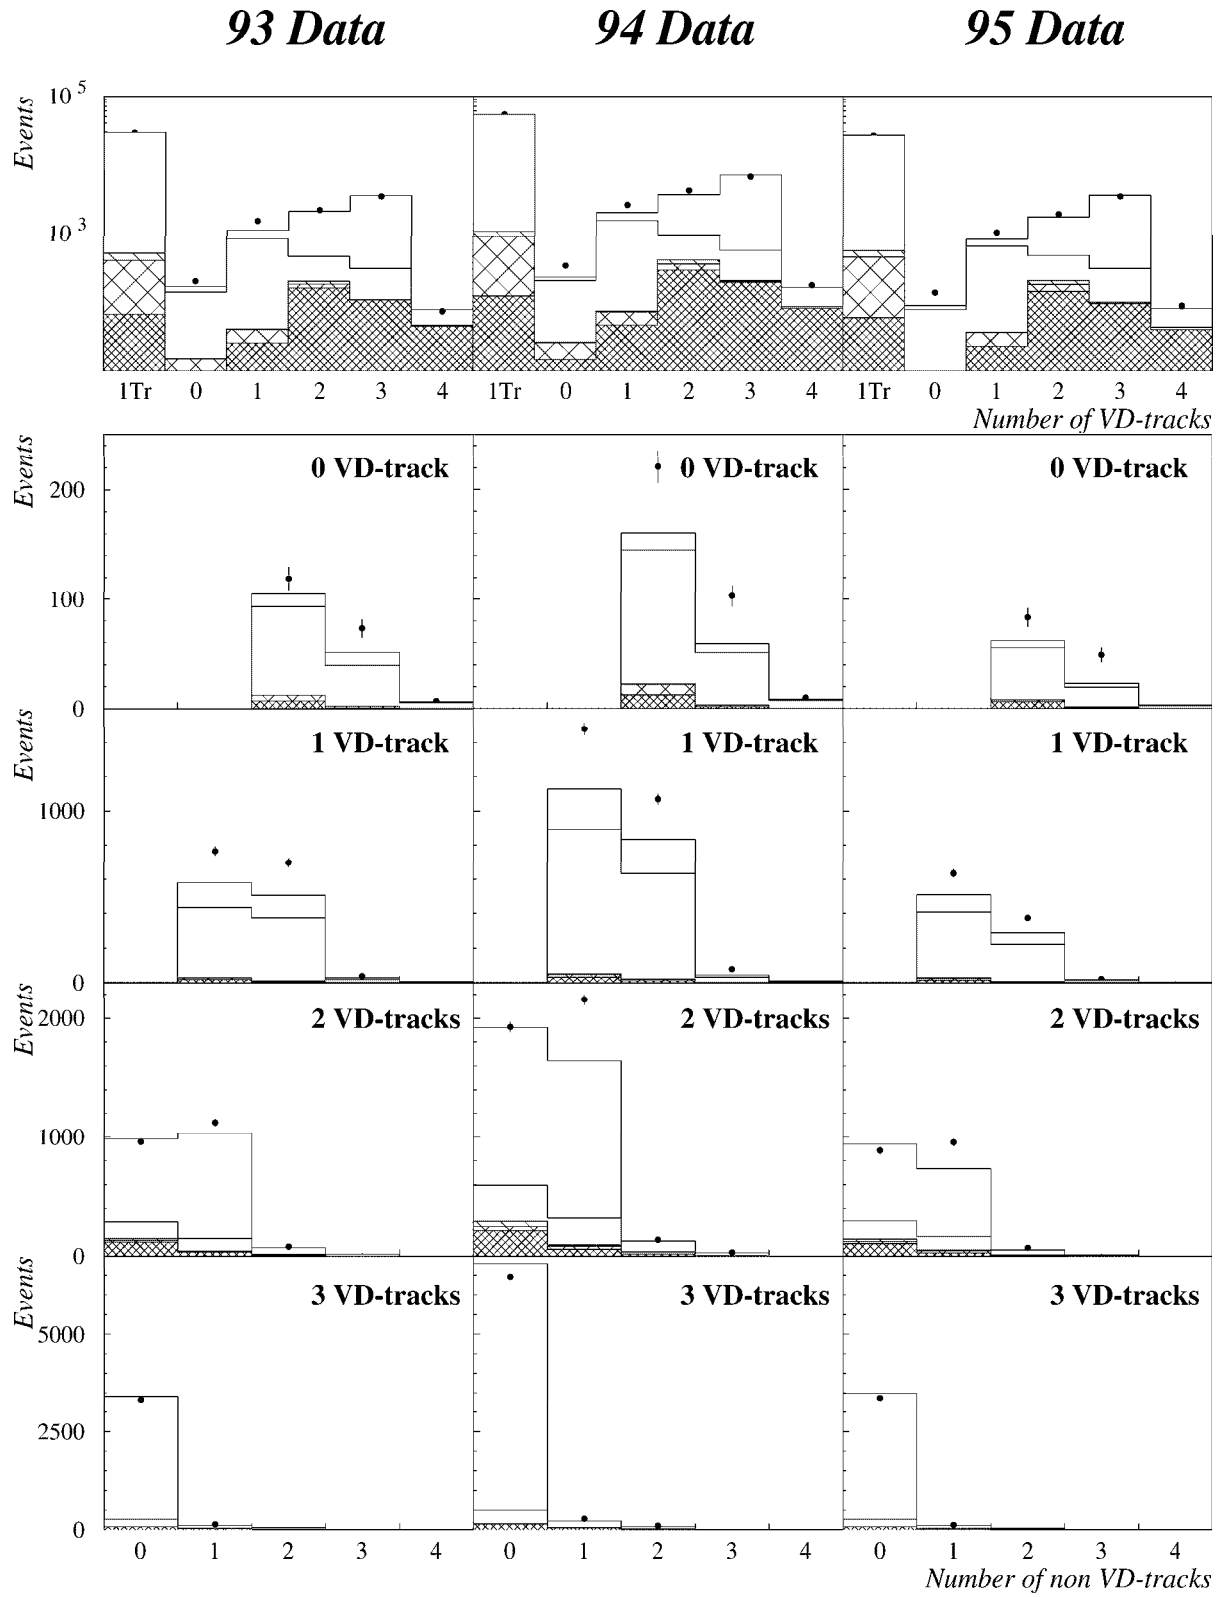 93 Data 94 Data 95 Data
Events
10 5
10 3
1Tr 0 1 2 3 4 1Tr 0 1 2 3 4 1Tr 0 1 2 3 4
Number of VD-tracks
Events
0 VD-track 0 VD-track 0 VD-track
200
100
0
Events
1 VD-track 1 VD-track 1 VD-track
1000
0
Events
2 VD-tracks 2 VD-tracks 2 VD-tracks
2000
1000
0
Events
3 VD-tracks 3 VD-tracks 3 VD-tracks
5000
2500
0
0 1 2 3 4 0 1 2 3 4 0 1 2 3 4
Number of non VD-tracks